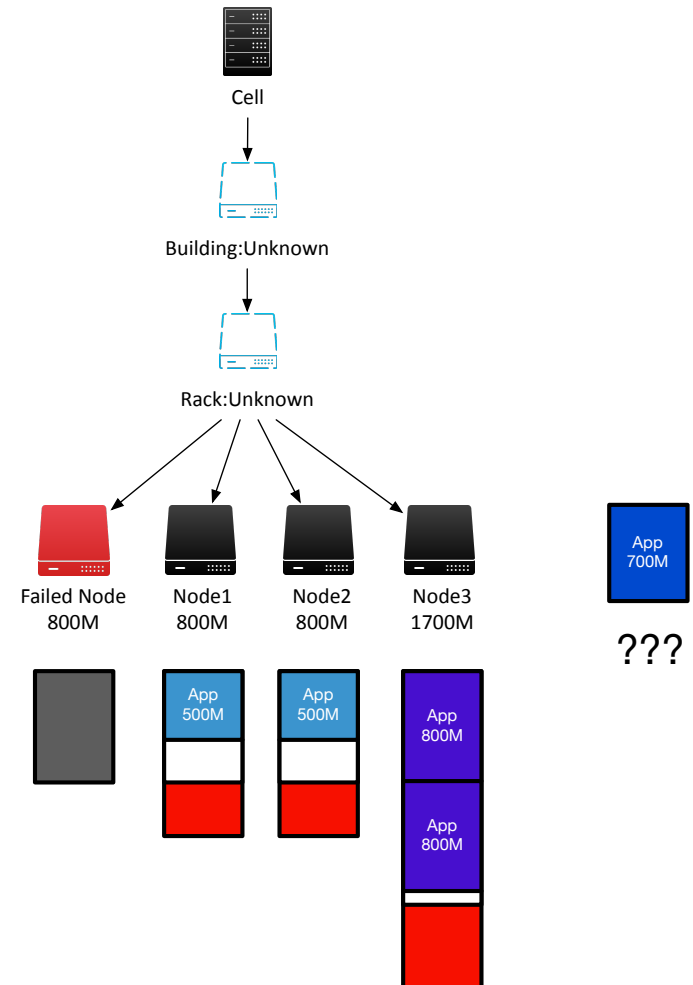 Cell
Building:Unknown
Rack:Unknown
Failed Node
800M
Node1
800M
Node2
800M
Node3
1700M
App
700M
???
App
500M
App
500M
App
800M
App
800M